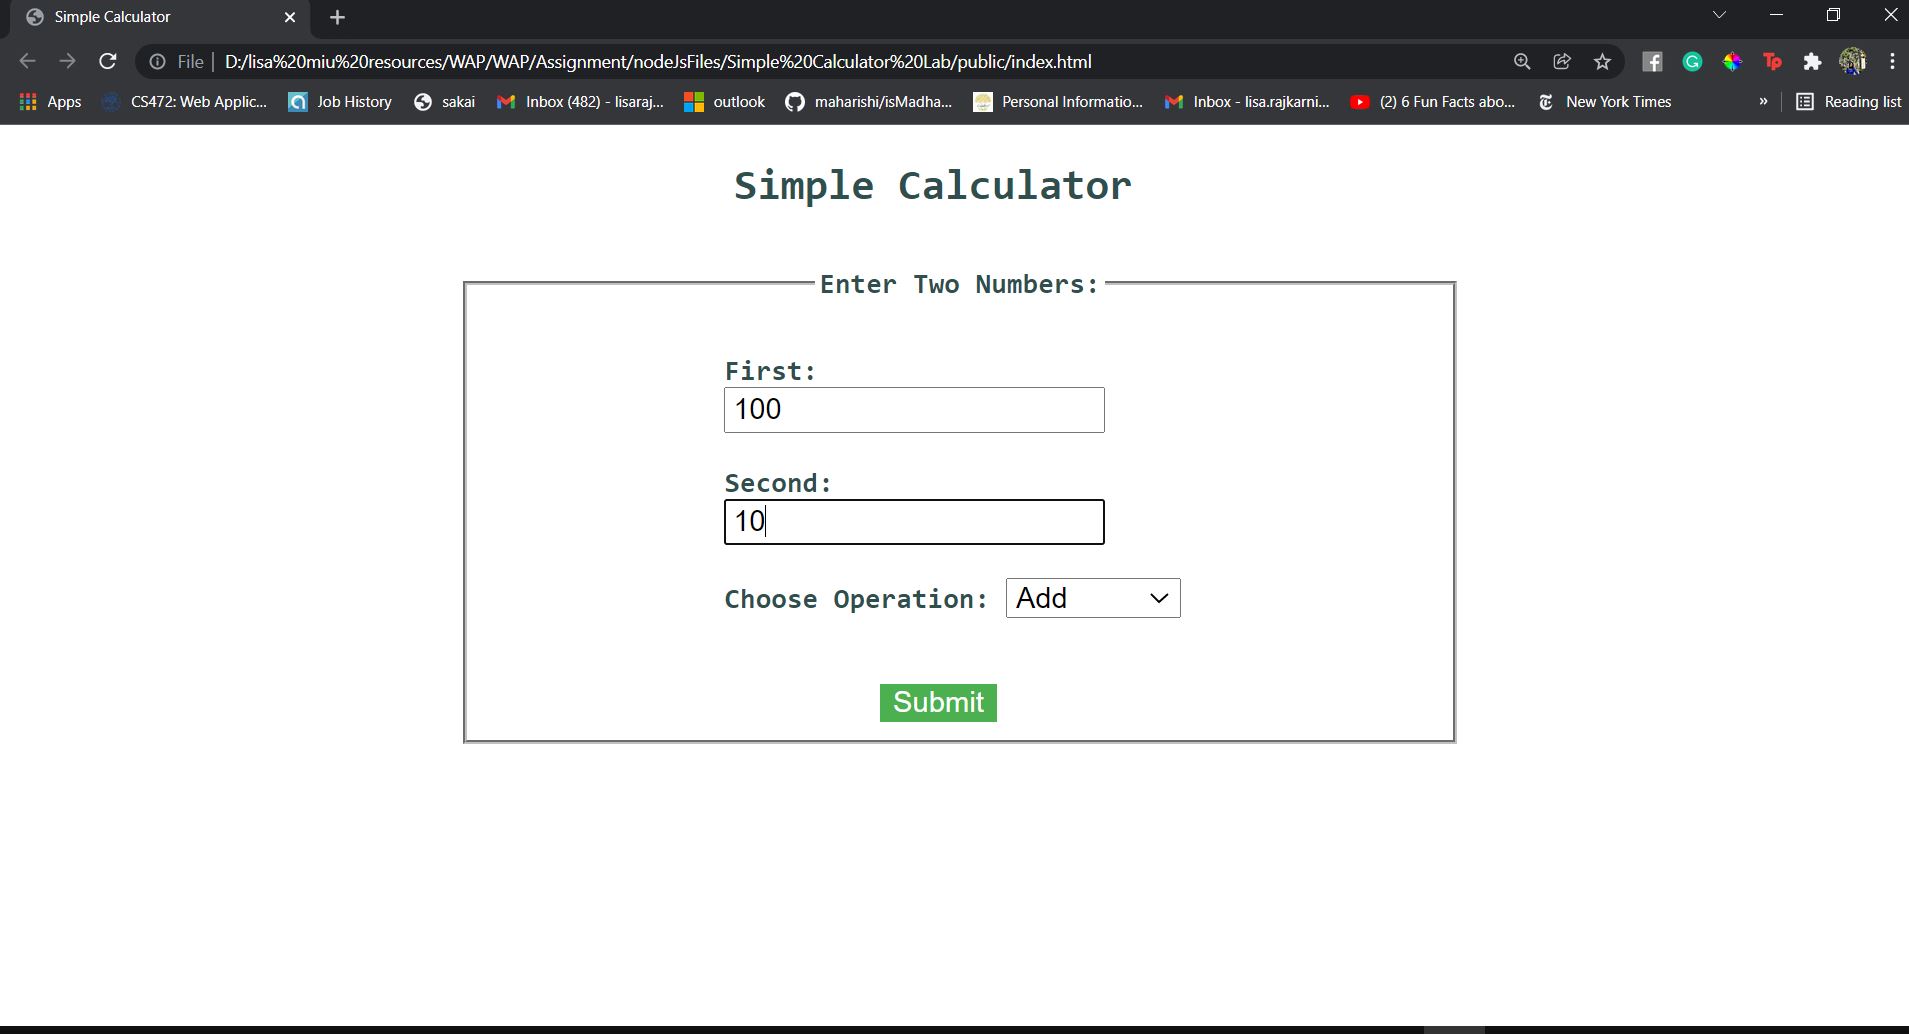 Simple Calculator
File D:/lisa%20miu%20resources/WAP/WAP/Assignment/nodeJsFiles/Simple%20Calculator%20Lab/public/index.html
Apps CS472: Web Applic... Job History sakai Inbox (482) - lisaraj... outlook maharishi/isMadha... Personal Informatio... Inbox - lisa.rajkarni... (2) 6 Fun Facts abo... New York Times » Reading list
Simple Calculator
Enter Two Numbers:
First:
100
Second:
10
Choose Operation: Add
Submit